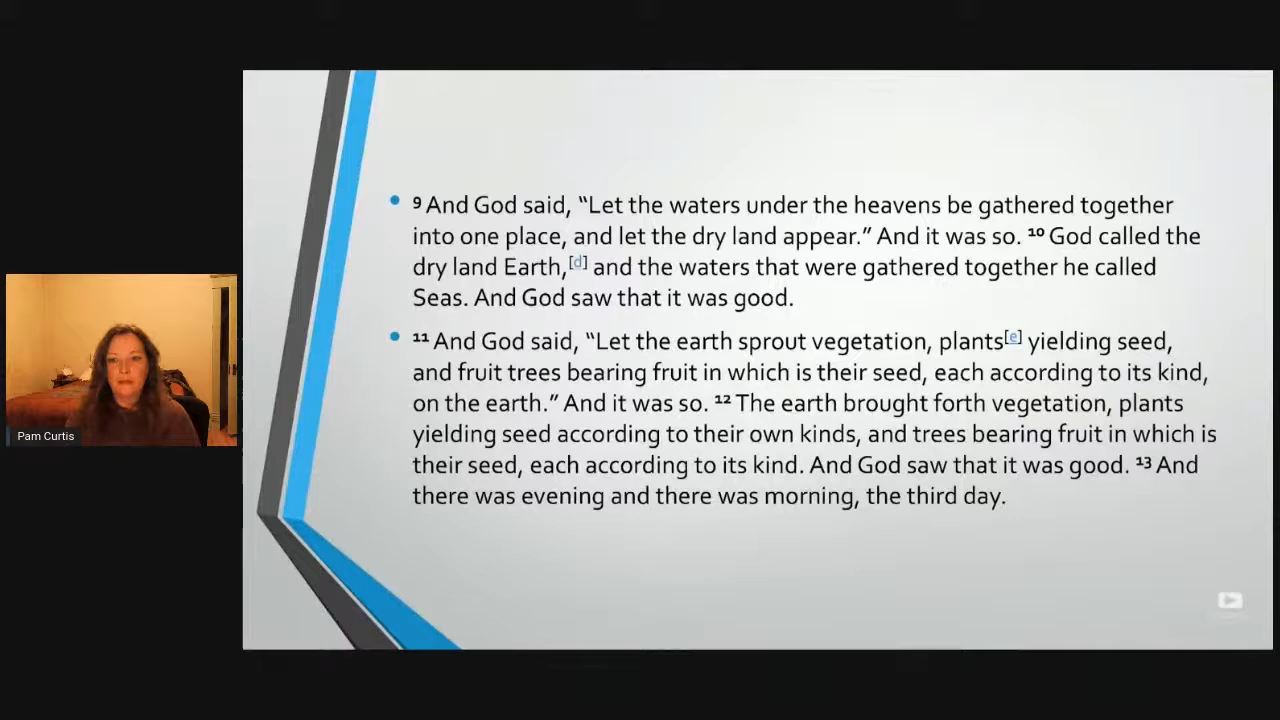 ⁹ And God said, “Let the waters under the heavens be gathered together
into one place, and let the dry land appear.” And it was so. ¹⁰ God called the
dry land Earth,[d] and the waters that were gathered together he called
Seas. And God saw that it was good.
¹¹ And God said, “Let the earth sprout vegetation, plants[e] yielding seed,
and fruit trees bearing fruit in which is their seed, each according to its kind,
on the earth.” And it was so. ¹² The earth brought forth vegetation, plants
yielding seed according to their own kinds, and trees bearing fruit in which is
their seed, each according to its kind. And God saw that it was good. ¹³ And
there was evening and there was morning, the third day.
Pam Curtis